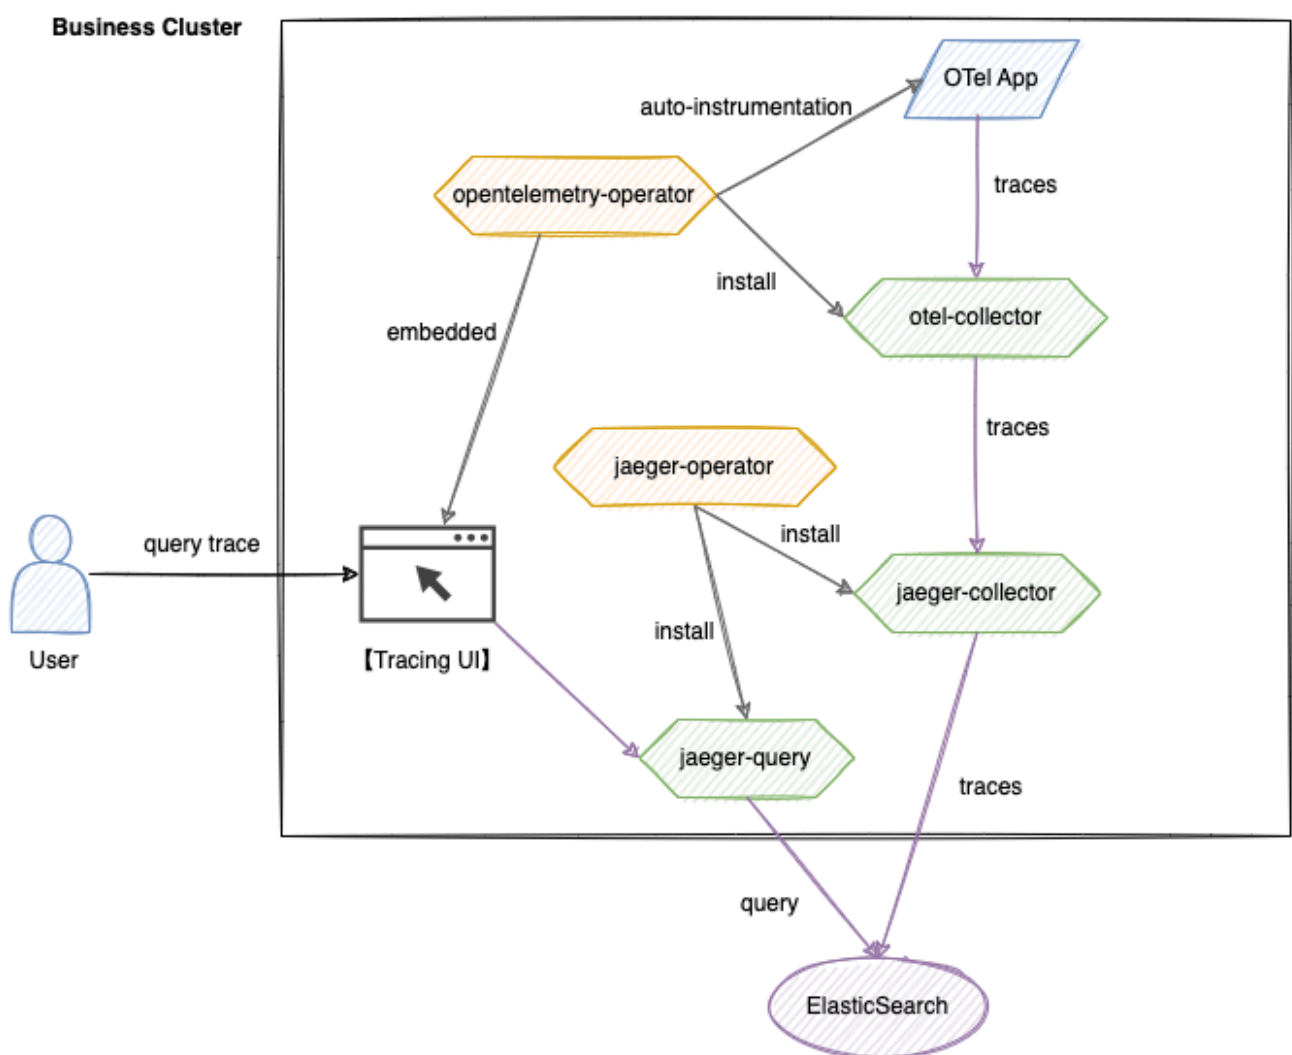 Business Cluster
OTel App
auto-instrumentation
opentelemetry-operator
traces
install
otel-collector
embedded
traces
jaeger-operator
install
query trace
jaeger-collector
install
User
【Tracing UI】
jaeger-query
traces
query
ElasticSearch